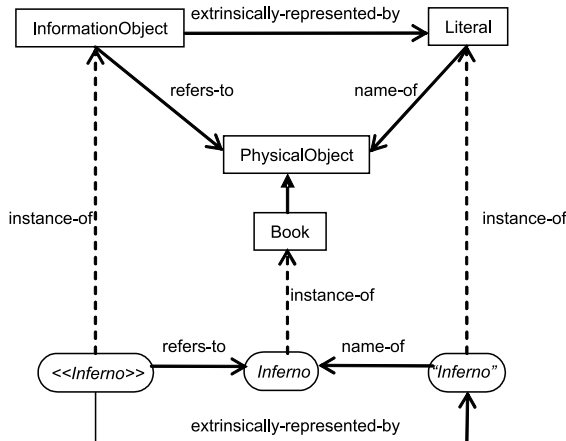 extrinsically-represented-by
InformationObject
Literal
refers-to
name-of
PhysicalObject
instance-of
instance-of
Book
instance-of
refers-to
name-of
<<Inferno>>
Inferno
“Inferno”
extrinsically-represented-by